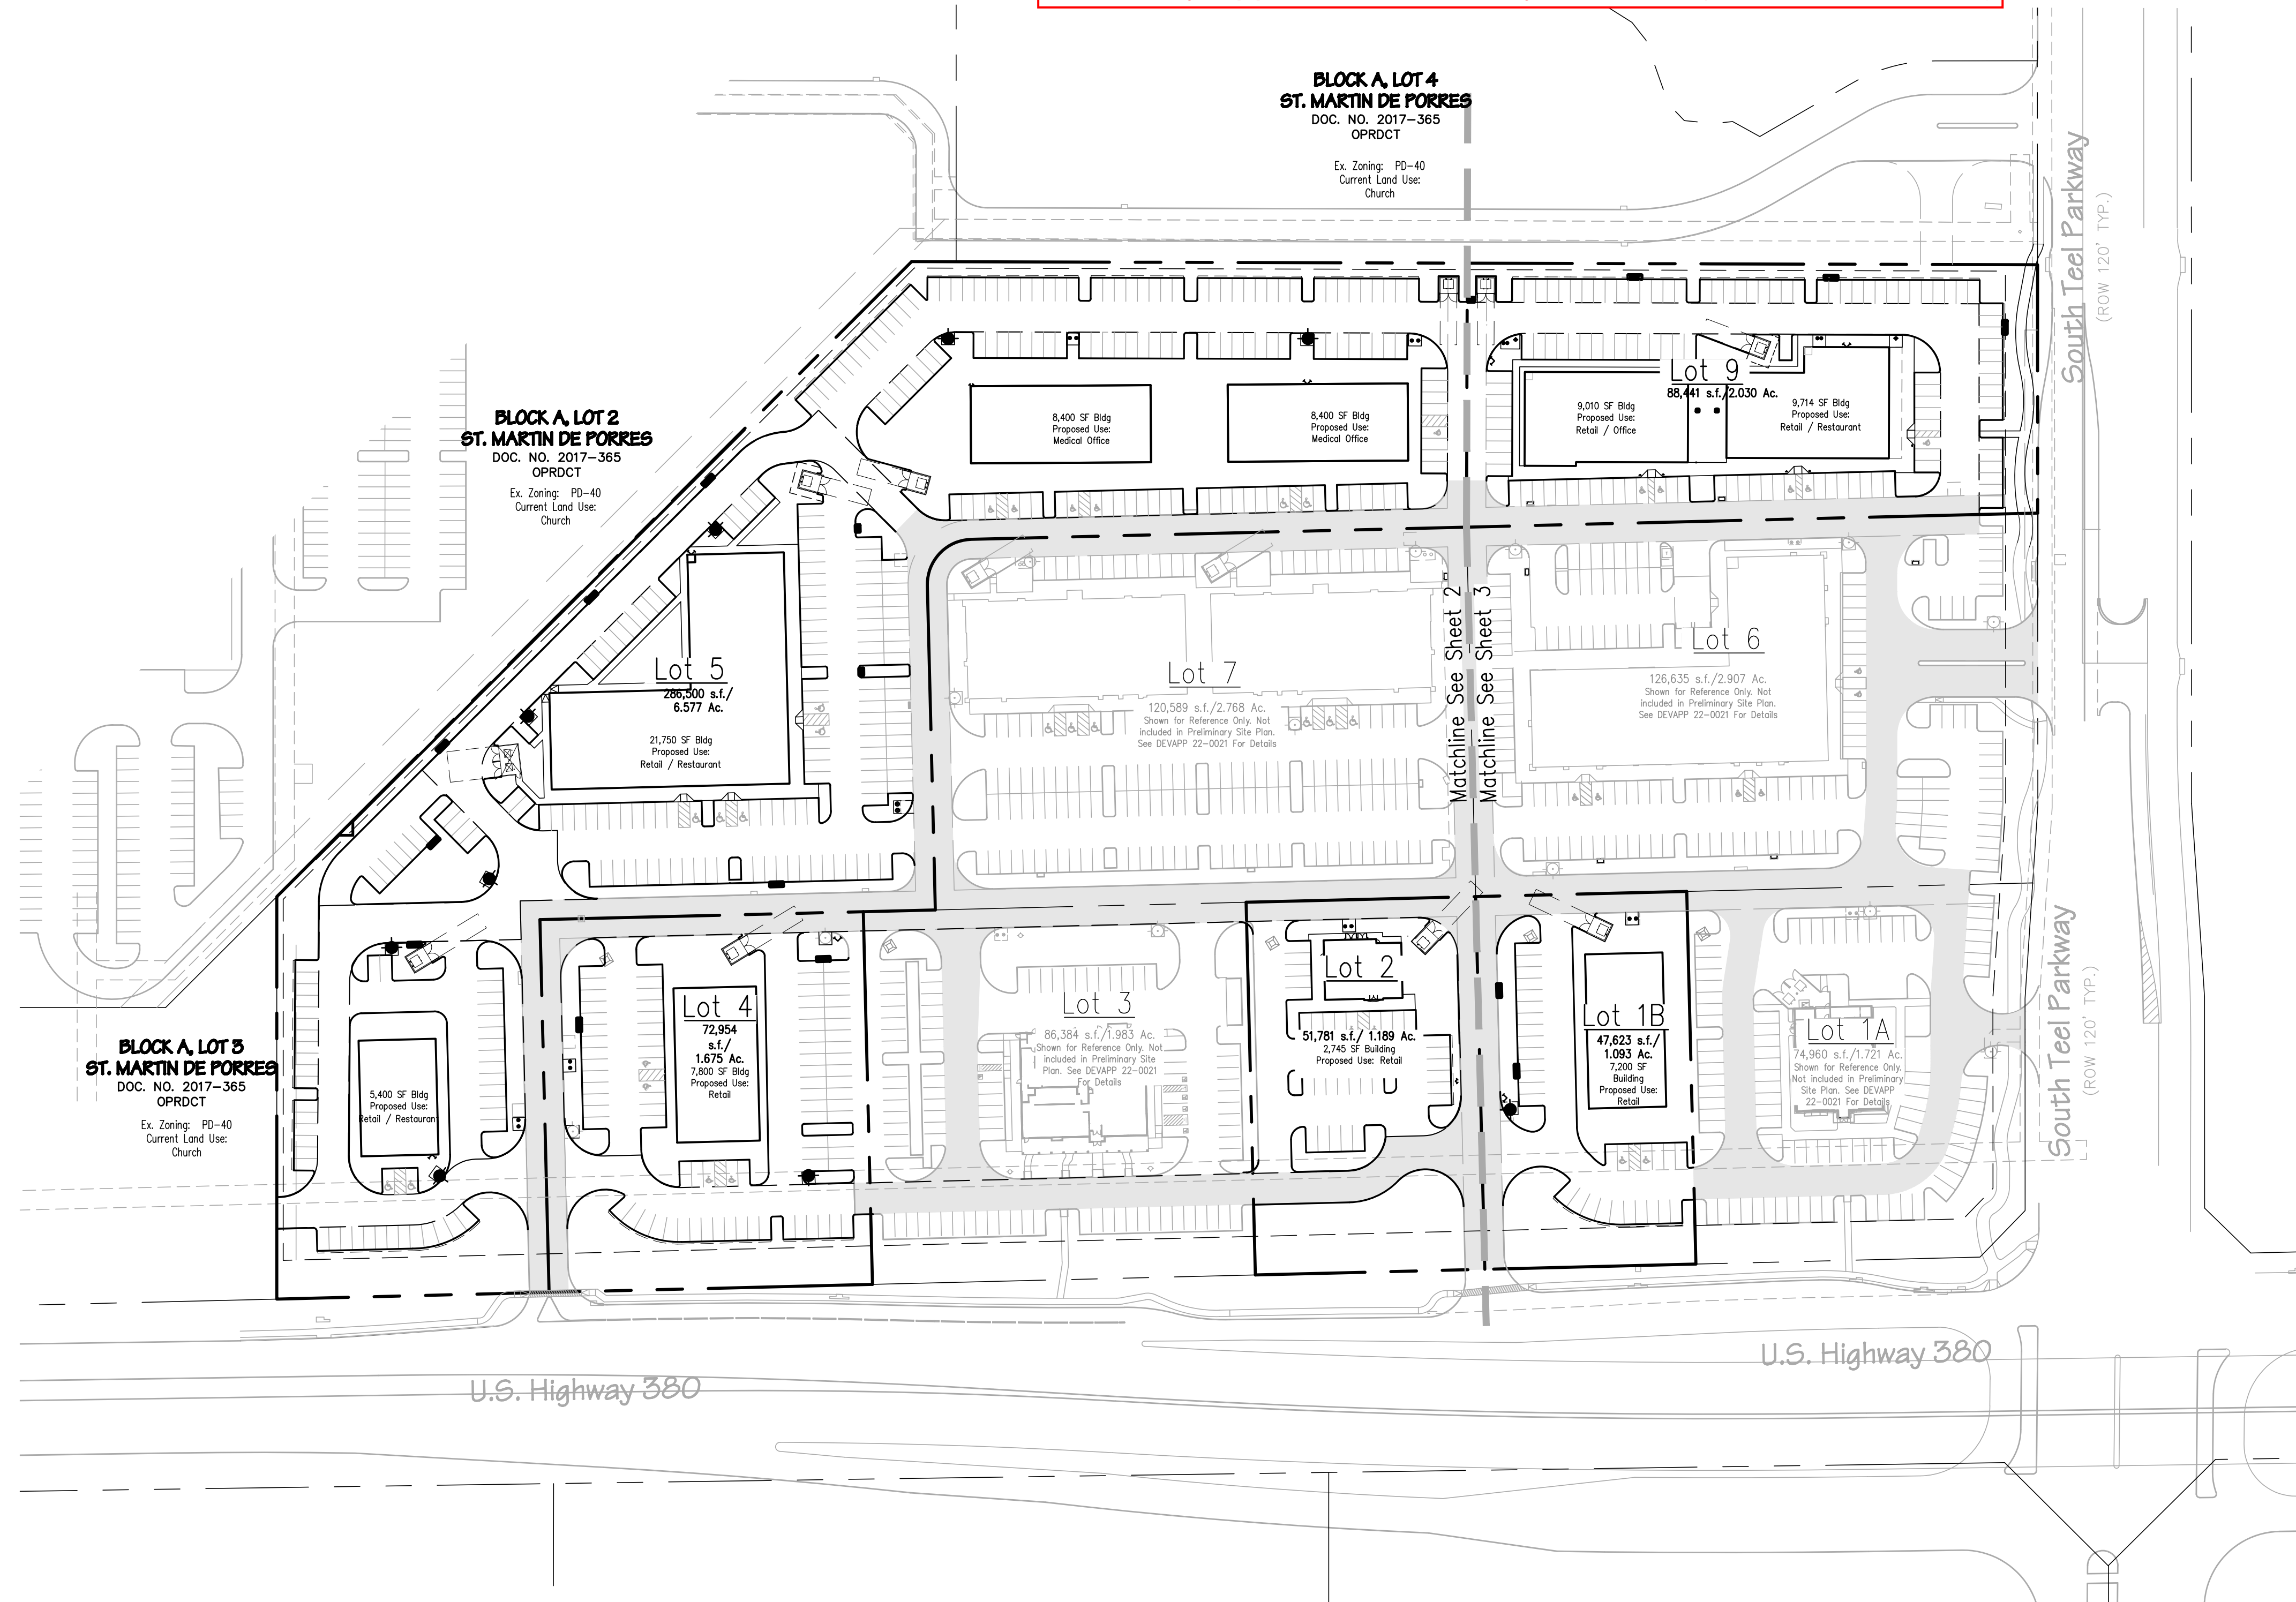 BLOCK A, LOT 4
ST. MARTIN DE PORRES
DOC. NO. 2017-365
OPRDCT
Ex. Zoning: PD-40
Current Land Use:
Church
South Teel Parkway
(ROW 120' TYP.)
BLOCK A, LOT 2
ST. MARTIN DE PORRES
DOC. NO. 2017-365
OPRDCT
Ex. Zoning: PD-40
Current Land Use:
Church
8,400 SF Bldg
Proposed Use:
Medical Office
8,400 SF Bldg
Proposed Use:
Medical Office
Lot 9
88,441 s.f./2.030 Ac.
9,010 SF Bldg
Proposed Use:
Retail / Office
9,714 SF Bldg
Proposed Use:
Retail / Restaurant
Lot 5
286,500 s.f./
6.577 Ac.
21,750 SF Bldg
Proposed Use:
Retail / Restaurant
Lot 7
120,589 s.f./2.768 Ac.
Shown for Reference Only. Not
included in Preliminary Site Plan.
See DEVAPP 22-0021 For Details
Matchline See Sheet 2
Matchline See Sheet 3
Lot 6
126,635 s.f./2.907 Ac.
Shown for Reference Only. Not
included in Preliminary Site Plan.
See DEVAPP 22-0021 For Details
BLOCK A, LOT 3
ST. MARTIN DE PORRES
DOC. NO. 2017-365
OPRDCT
Ex. Zoning: PD-40
Current Land Use:
Church
5,400 SF Bldg
Proposed Use:
Retail / Restaurant
Lot 4
72,954
s.f./
1.675 Ac.
7,800 SF Bldg
Proposed Use:
Retail
Lot 3
86,384 s.f./1.983 Ac.
Shown for Reference Only. Not
included in Preliminary Site
Plan. See DEVAPP 22-0021
For Details
Lot 2
51,781 s.f./ 1.189 Ac.
2,745 SF Building
Proposed Use: Retail
Lot 1B
47,623 s.f./
1.093 Ac.
7,200 SF
Building
Proposed Use:
Retail
Lot 1A
74,960 s.f./1.721 Ac.
Shown for Reference Only.
Not included in Preliminary
Site Plan. See DEVAPP
22-0021 For Details
South Teel Parkway
(ROW 120' TYP.)
U.S. Highway 380
U.S. Highway 380